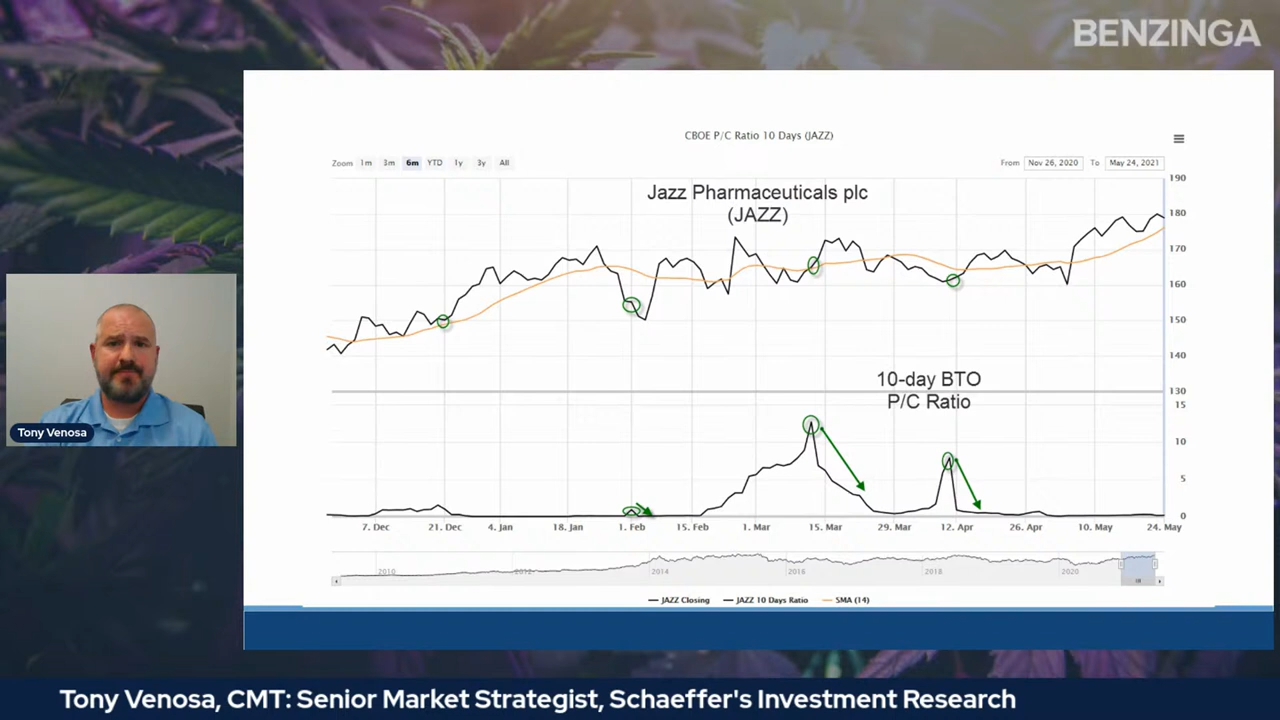 BENZINGA
CBOE P/C Ratio 10 Days (JAZZ)
Zoom 1m 3m 6m YTD 1y 3y All
From Nov 26, 2020 To May 24, 2021
Jazz Pharmaceuticals plc
(JAZZ)
190
180
170
160
150
140
130
10-day BTO
P/C Ratio
15
10
5
0
7. Dec 21. Dec 4. Jan 18. Jan 1. Feb 15. Feb 1. Mar 15. Mar 29. Mar 12. Apr 26. Apr 10. May 24. May
2010 2012 2014 2016 2018 2020
JAZZ Closing JAZZ 10 Days Ratio SMA (14)
Tony Venosa
Tony Venosa, CMT: Senior Market Strategist, Schaeffer's Investment Research